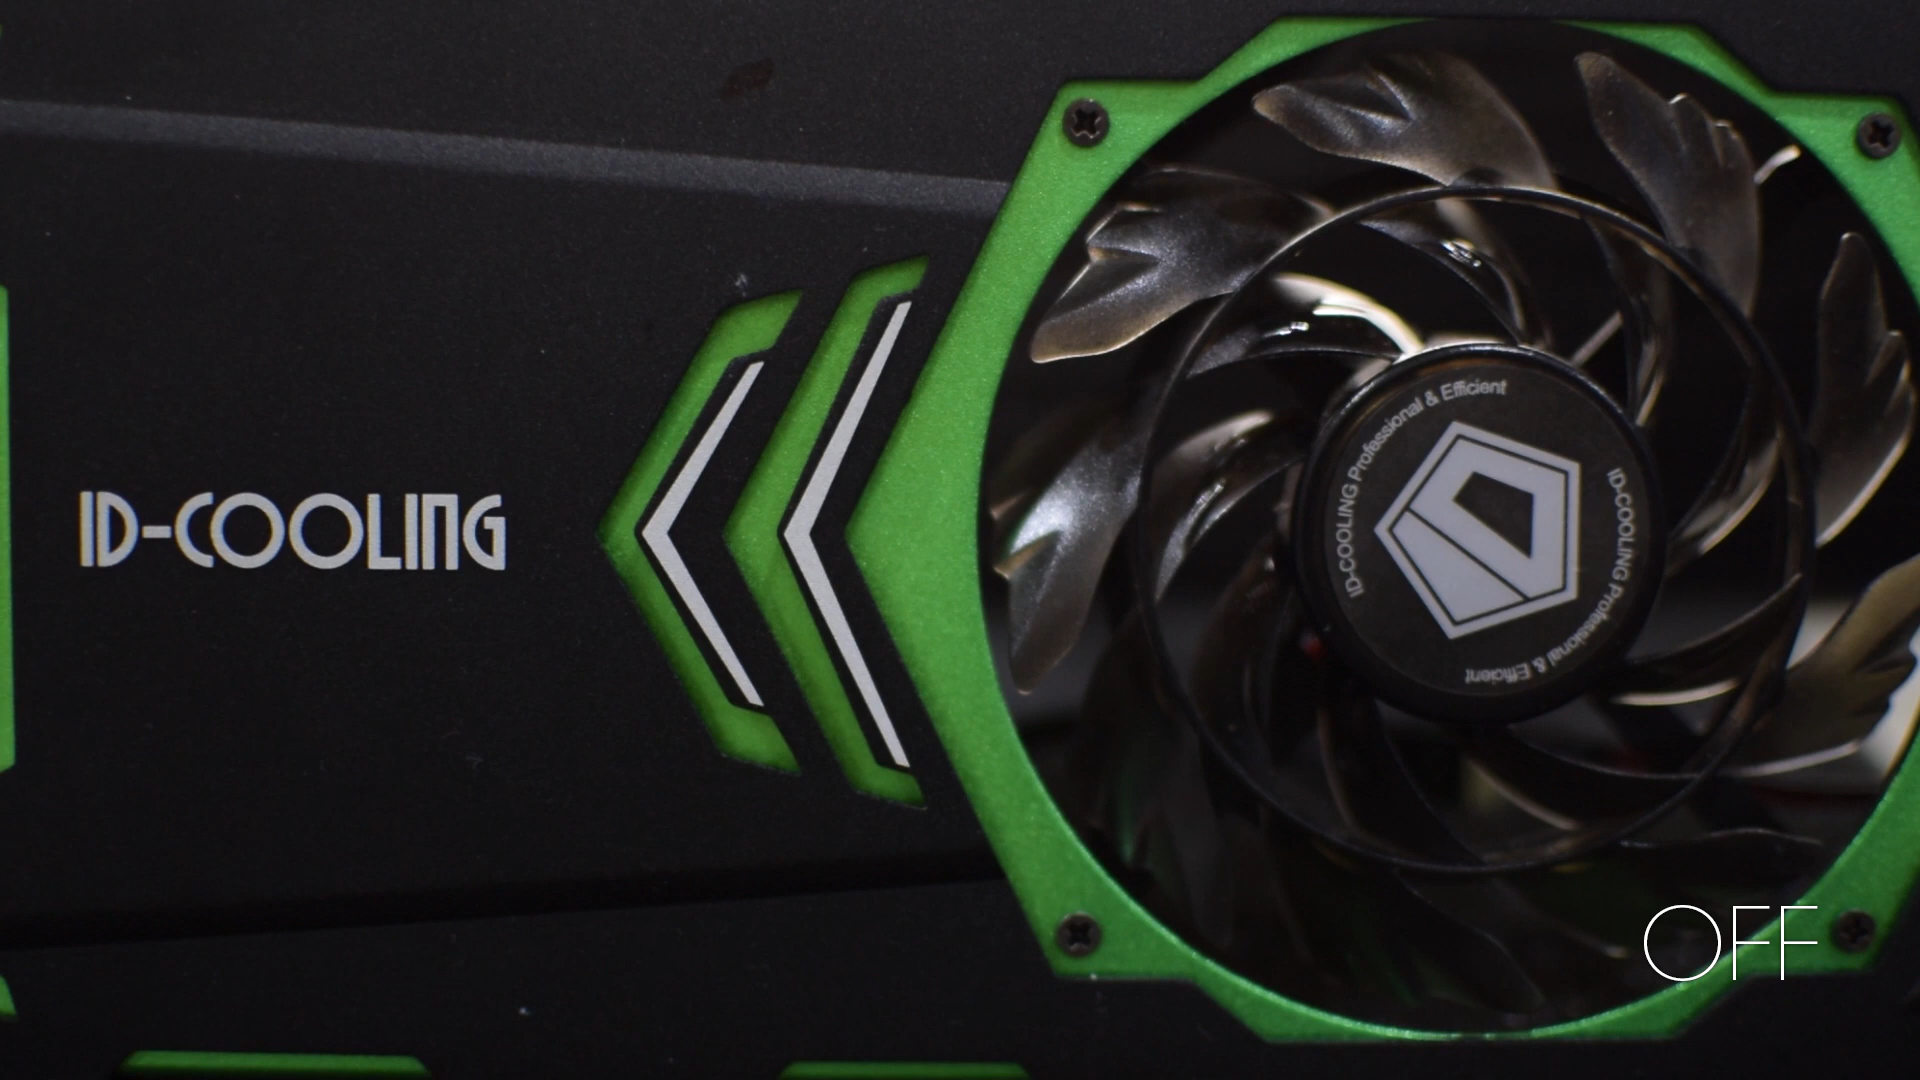 ID-COOLING
ID-COOLING Professional & Efficient
ID-COOLING Professional & Efficient
OFF